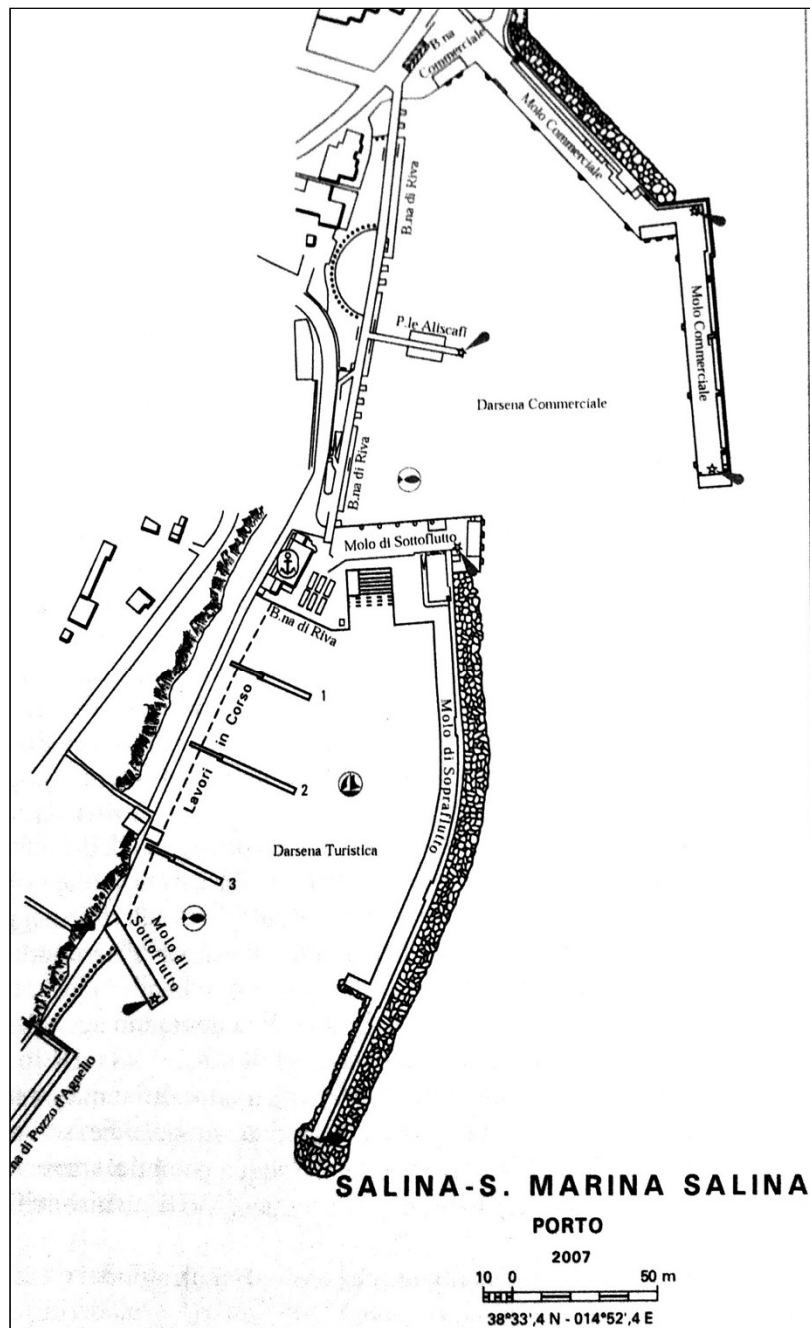 B.na
Commerciale
Molo Commerciale
B.na di Riva
Molo Commerciale
P.le Aliscafi
Darsena Commerciale
B.na di Riva
Molo di Sottoflutto
B.na di Riva
1
Lavori in Corso
2
Molo di Sopraflutto
Darsena Turistica
3
Molo di
Sottoflutto
na di Pozzo d'Agnello
SALINA-S. MARINA SALINA
PORTO
2007
10 0 50 m
38°33',4 N - 014°52',4 E